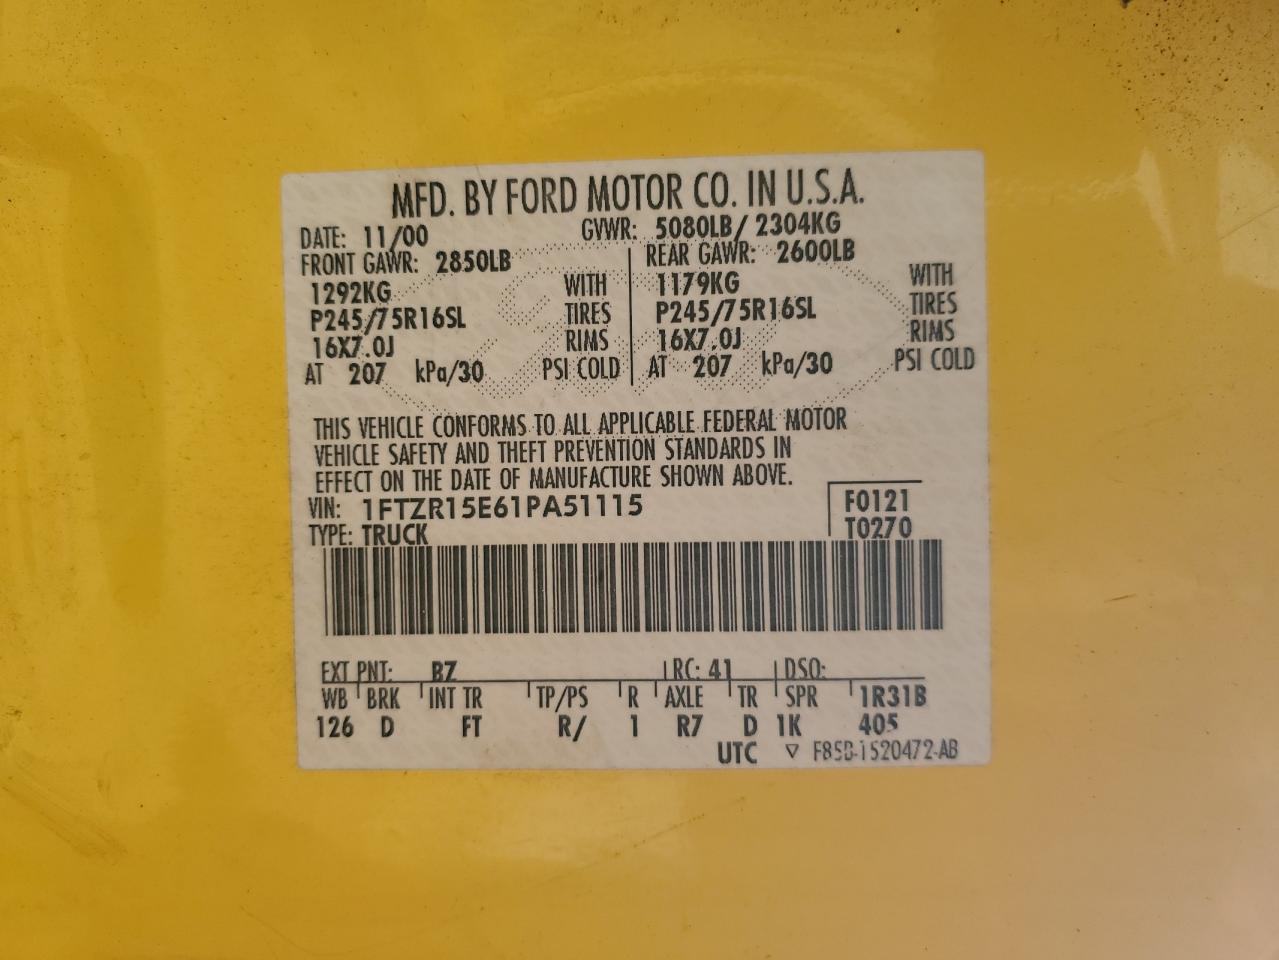 MFD. BY FORD MOTOR CO. IN U.S.A.
DATE: 11/00 GVWR: 5080LB/ 2304KG
FRONT GAWR: 2850LB REAR GAWR: 2600LB
1292KG WITH 1179KG WITH
P245/75R16SL TIRES P245/75R16SL TIRES
16X7.0J RIMS 16X7.0J RIMS
AT 207 kPa/30 PSI COLD AT 207 kPa/30 PSI COLD
THIS VEHICLE CONFORMS TO ALL APPLICABLE FEDERAL MOTOR
VEHICLE SAFETY AND THEFT PREVENTION STANDARDS IN
EFFECT ON THE DATE OF MANUFACTURE SHOWN ABOVE.
VIN: 1FTZR15E61PA51115 F0121
TYPE: TRUCK T0270
EXT PNT: BZ RC: 41 DSO:
WB BRK INT TR TP/PS R AXLE TR SPR 1R31B
126 D FT R/ 1 R7 D 1K 405
UTC ▽ F85B-1520472-AB